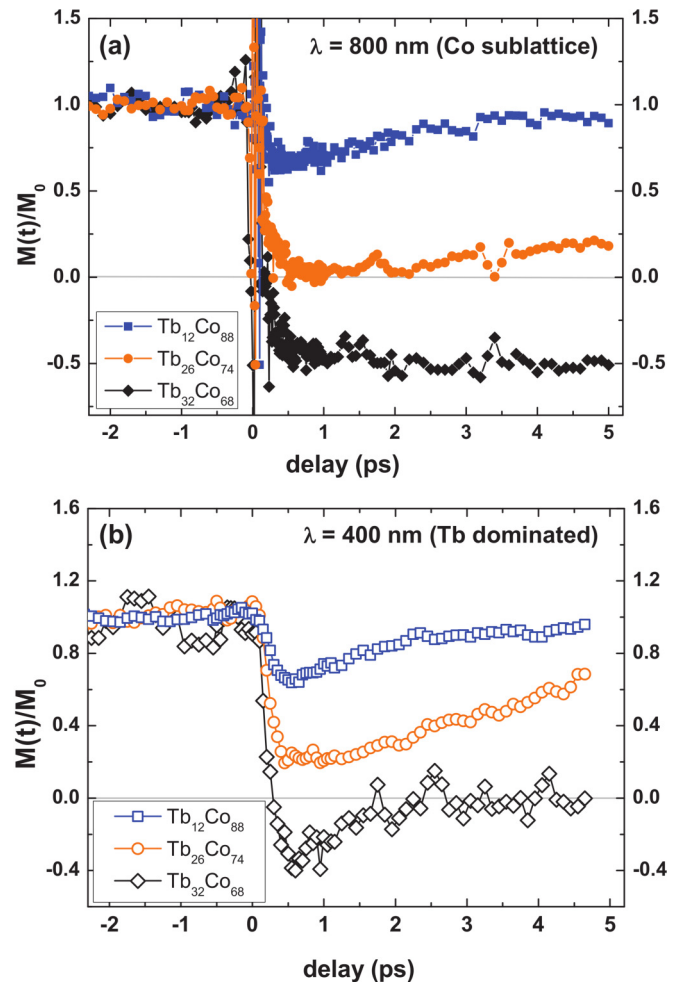 (a)
λ = 800 nm (Co sublattice)
1.5 1.5
1.0 1.0
0.5 0.5
0.0 0.0
-0.5 -0.5
M(t)/M₀
Tb₁₂Co₈₈
Tb₂₆Co₇₄
Tb₃₂Co₆₈
-2 -1 0 1 2 3 4 5
delay (ps)
(b)
λ = 400 nm (Tb dominated)
1.6 1.6
1.2 1.2
0.8 0.8
0.4 0.4
0.0 0.0
-0.4 -0.4
M(t)/M₀
Tb₁₂Co₈₈
Tb₂₆Co₇₄
Tb₃₂Co₆₈
-2 -1 0 1 2 3 4 5
delay (ps)